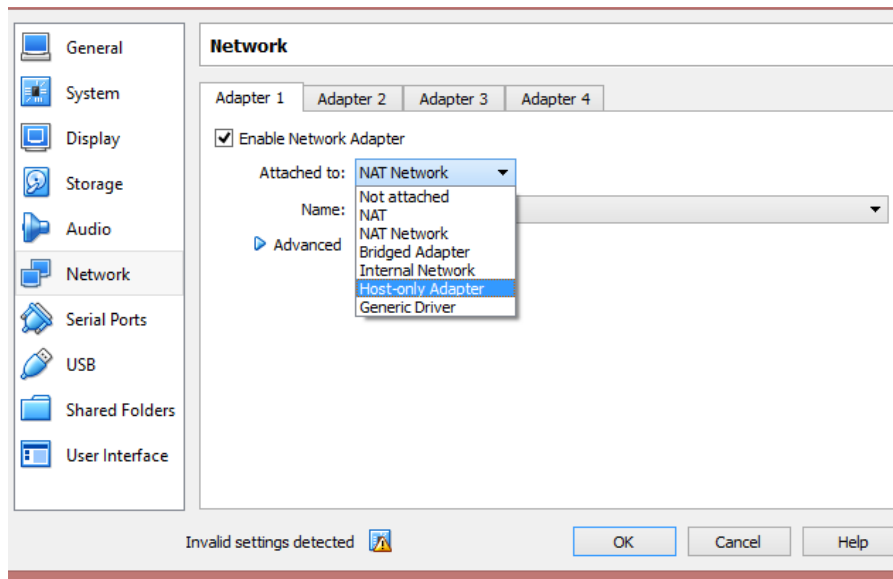 General
System
Display
Storage
Audio
Network
Serial Ports
USB
Shared Folders
User Interface
Network
Adapter 1 Adapter 2 Adapter 3 Adapter 4
Enable Network Adapter
Attached to: NAT Network
Name:
Advanced
Not attached
NAT
NAT Network
Bridged Adapter
Internal Network
Host-only Adapter
Generic Driver
Invalid settings detected OK Cancel Help